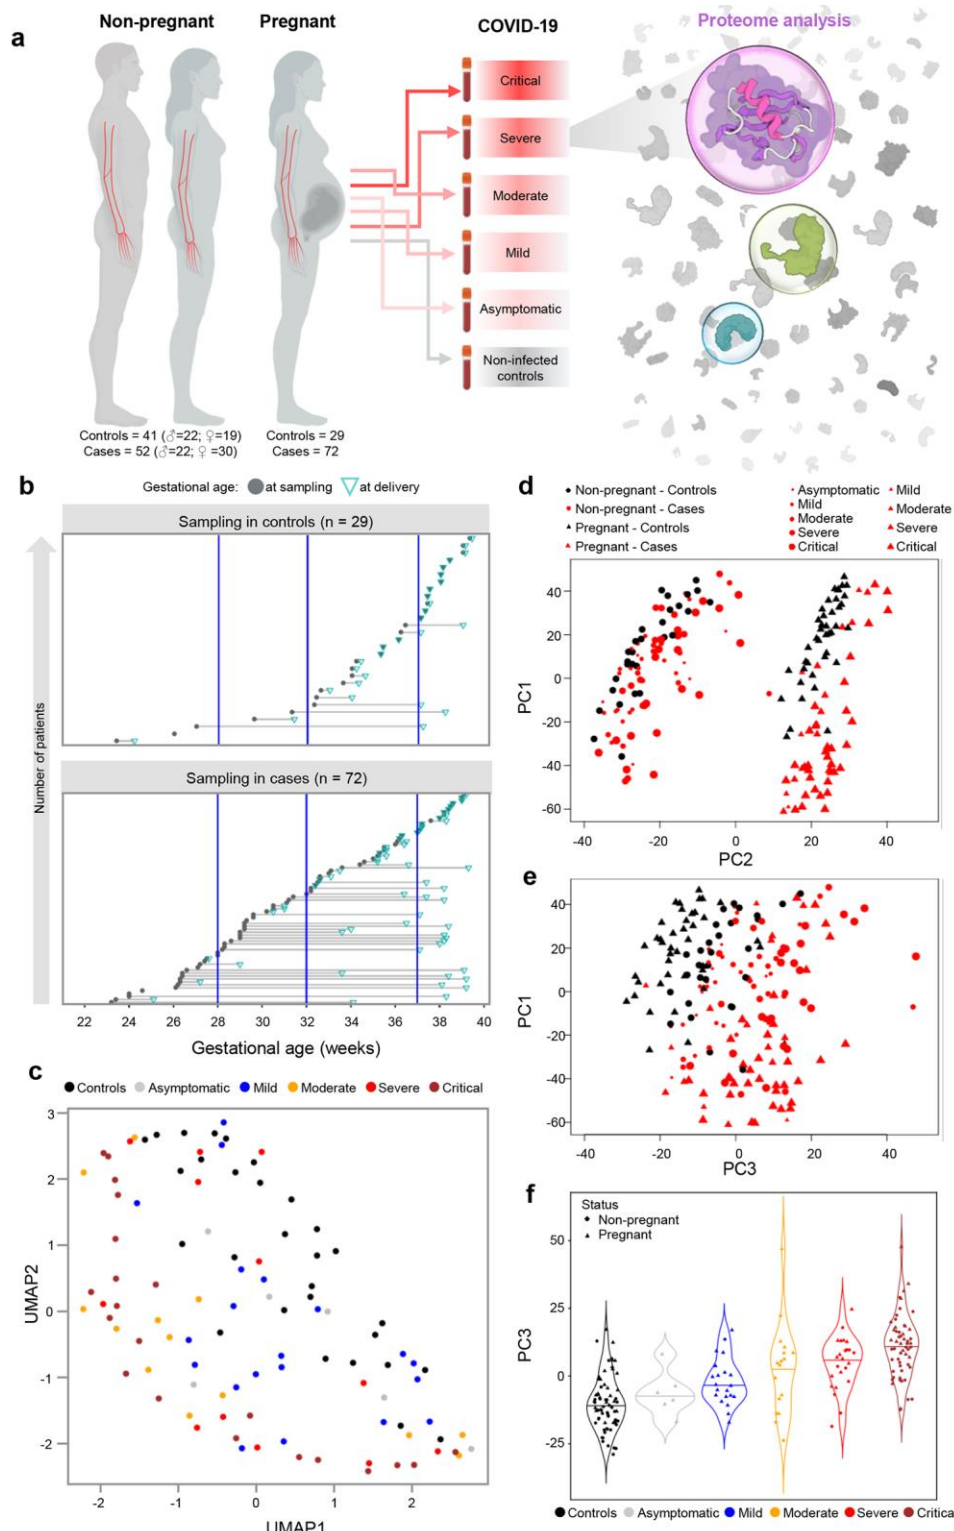 a
Non-pregnant
Pregnant
COVID-19
Proteome analysis
Critical
Severe
Moderate
Mild
Asymptomatic
Non-infected
controls
Controls = 41 (♂=22; ♀=19)
Cases = 52 (♂=22; ♀ =30)
Controls = 29
Cases = 72
b
Gestational age: at sampling at delivery
Sampling in controls (n = 29)
Sampling in cases (n = 72)
Number of patients
22 24 26 28 30 32 34 36 38 40
Gestational age (weeks)
c
Controls Asymptomatic Mild Moderate Severe Critical
3
2
1
0
-1
-2
UMAP2
-2 -1 0 1 2
UMAP1
d
Non-pregnant - Controls
Non-pregnant - Cases
Pregnant - Controls
Pregnant - Cases
Asymptomatic
Mild
Moderate
Severe
Critical
Mild
Moderate
Severe
Critical
40
20
0
-20
-40
-60
PC1
-40 -20 0 20 40
PC2
e
40
20
0
-20
-40
-60
PC1
-40 -20 0 20 40
PC3
f
Status
Non-pregnant
Pregnant
50
25
0
-25
PC3
Controls Asymptomatic Mild Moderate Severe Critical